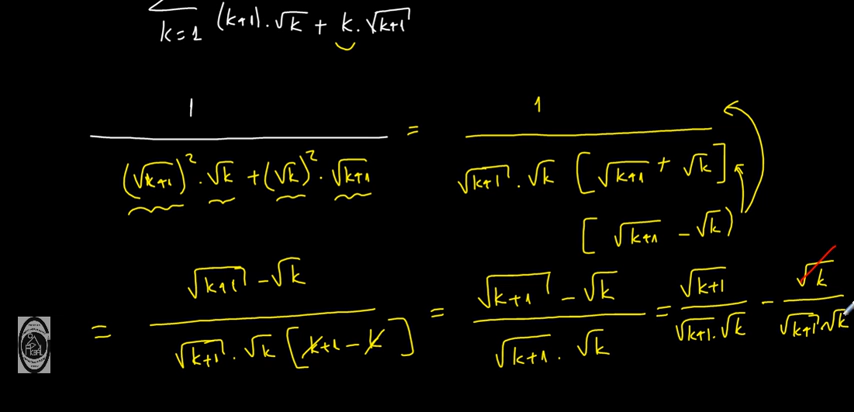 ∑ k=1 (k+1).√k + k.√k+1
1 / (√k+1)².√k + (√k)².√k+1 = 1 / √k+1 . √k [√k+1 + √k]
[√k+1 - √k)
= √k+1 - √k / √k+1 . √k [k+1-k] = √k+1 - √k / √k+1 . √k = √k+1 / √k+1 . √k - √k / √k+1 . √k